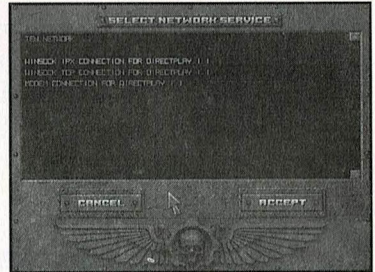 SELECT NETWORK SERVICE
NETWORK
WINSOCK IPX CONNECTION FOR DIRECTPLAY
WINSOCK TCP CONNECTION FOR DIRECTPLAY
MODEM CONNECTION FOR DIRECTPLAY
CANCEL
ACCEPT